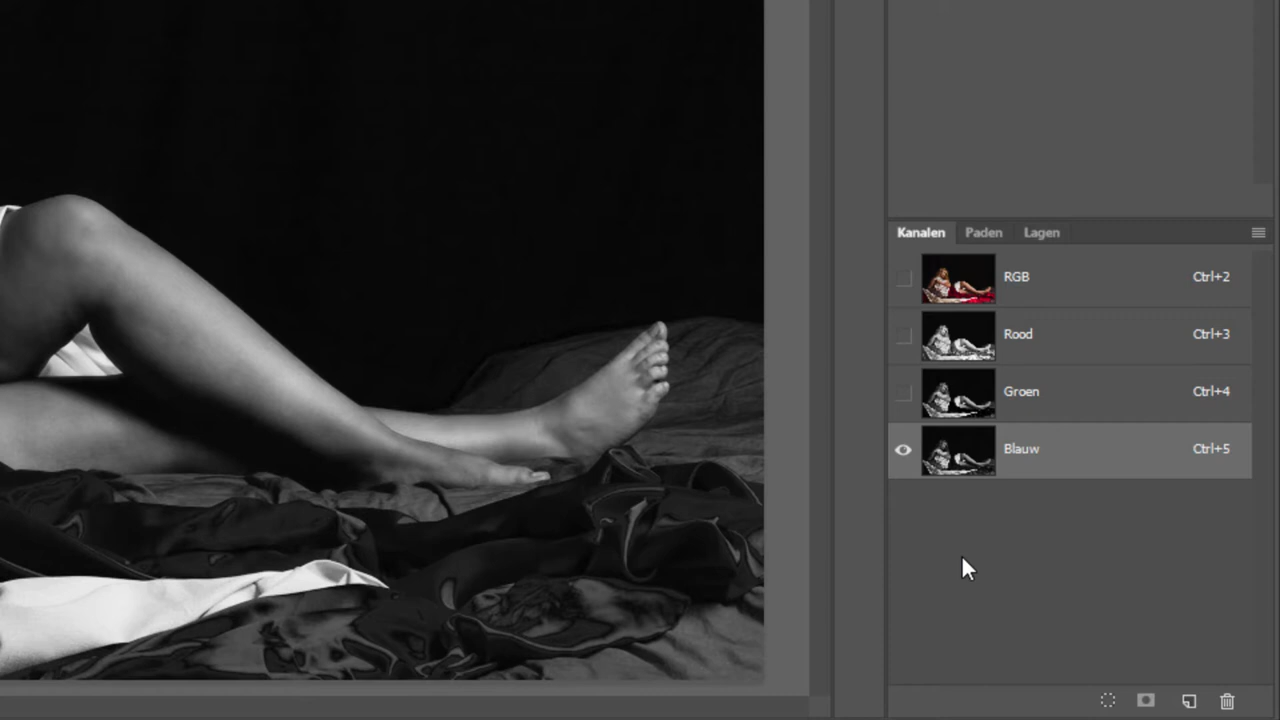 Kanalen Paden Lagen
RGB Ctrl+2
Rood Ctrl+3
Groen Ctrl+4
Blauw Ctrl+5